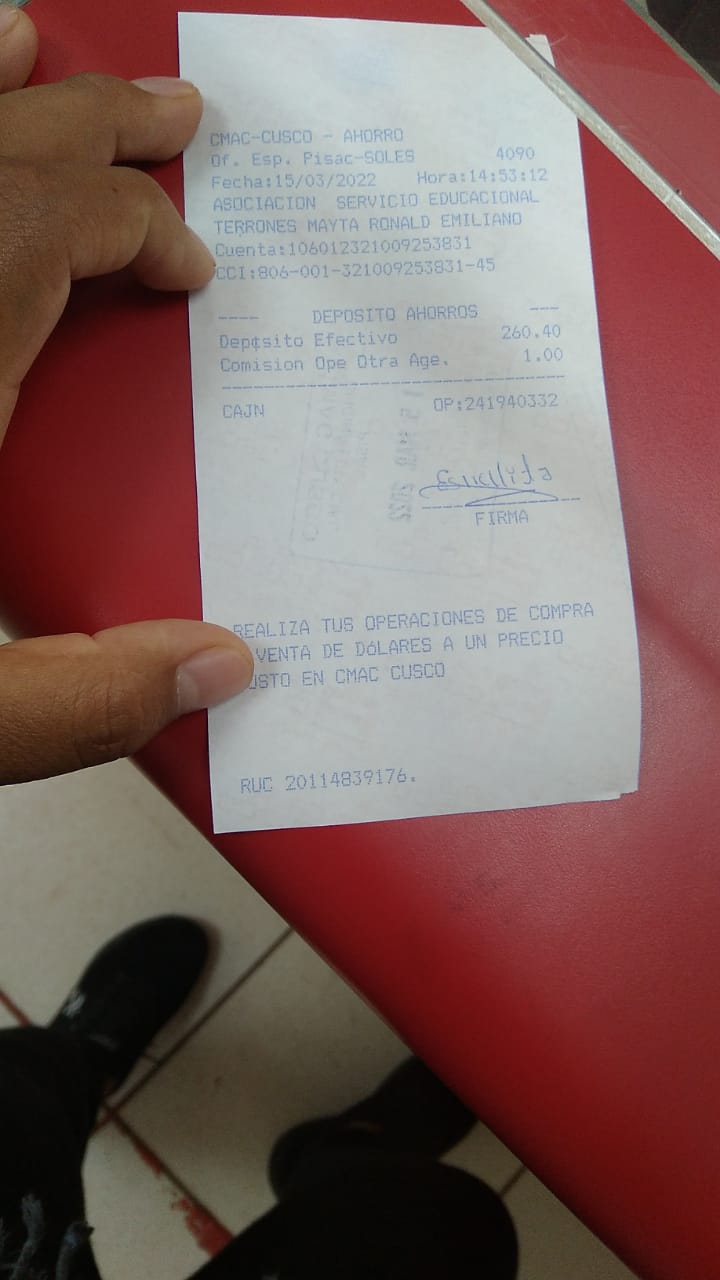 CMAC-CUSCO - AHORRO
Of. Esp. Pisac-SOLES 4090
Fecha:15/03/2022 Hora:14:53:12
ASOCIACION SERVICIO EDUCACIONAL
TERRONES MAYTA RONALD EMILIANO
Cuenta:106012321009253831
CCI:806-001-321009253831-45
---- DEPOSITO AHORROS ---
Depósito Efectivo 260.40
Comision Ope Otra Age. 1.00
CAJN OP:241940332
FIRMA
REALIZA TUS OPERACIONES DE COMPRA
VENTA DE DóLARES A UN PRECIO
EN CMAC CUSCO
RUC 20114839176.